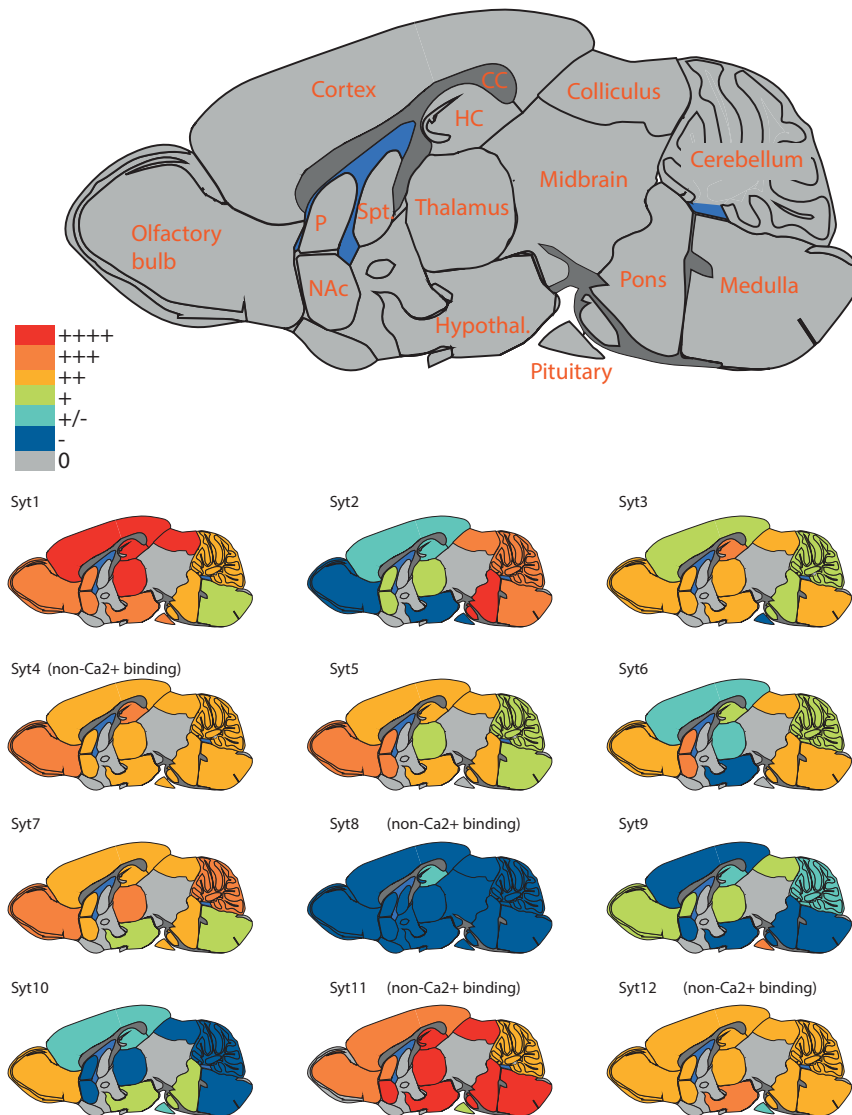 Cortex
CC
HC
Colliculus
Cerebellum
Midbrain
P
Spt.
Thalamus
Olfactory
bulb
NAc
Pons
Medulla
Hypothal.
Pituitary
++++
+++
++
+
+/-
-
0
Syt1
Syt2
Syt3
Syt4 (non-Ca2+ binding)
Syt5
Syt6
Syt7
Syt8 (non-Ca2+ binding)
Syt9
Syt10
Syt11 (non-Ca2+ binding)
Syt12 (non-Ca2+ binding)